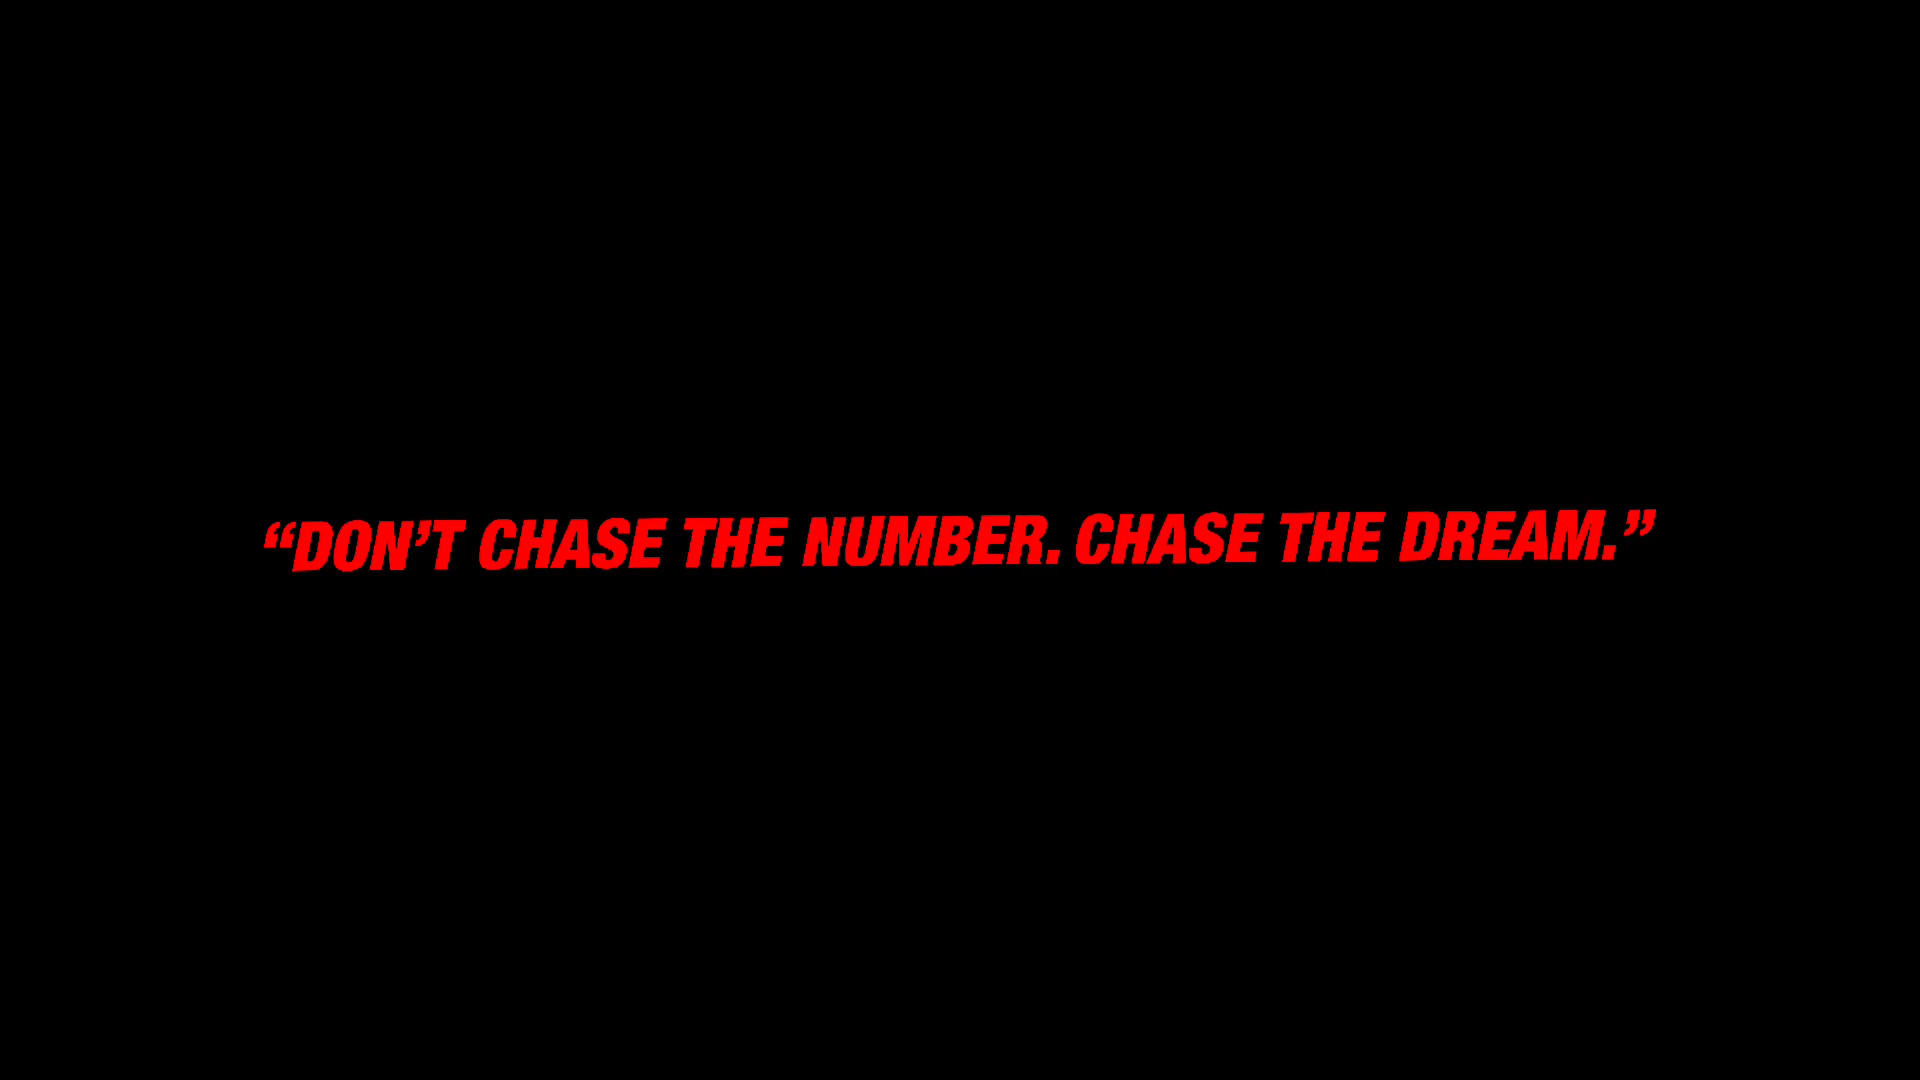 “DON’T CHASE THE NUMBER. CHASE THE DREAM.”